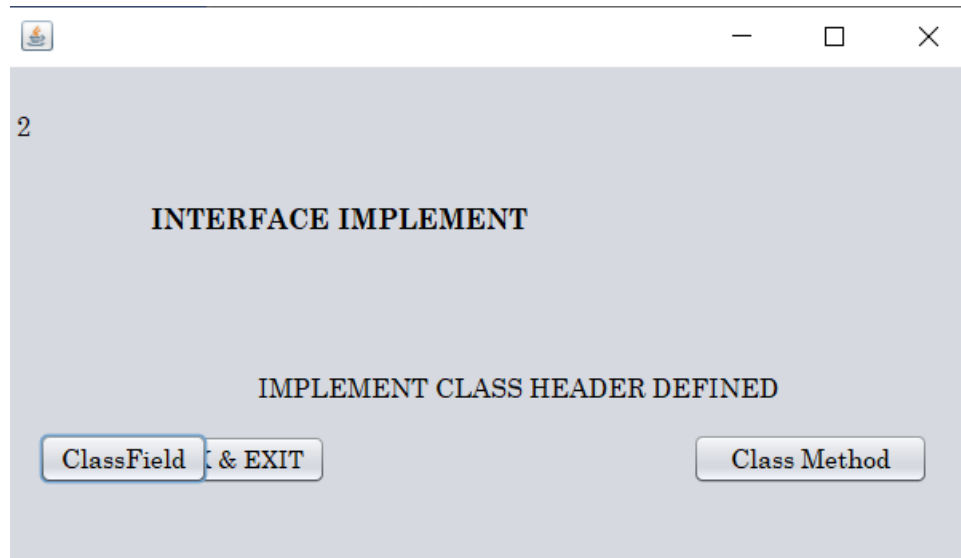 2
INTERFACE IMPLEMENT
IMPLEMENT CLASS HEADER DEFINED
ClassField & EXIT Class Method